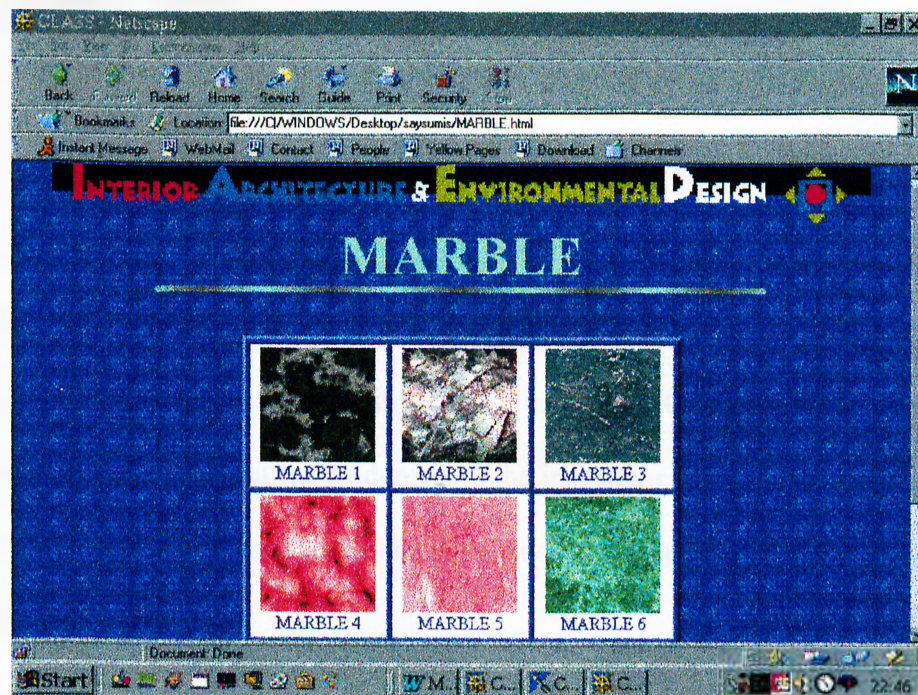 CLASS - Netscape
Back Forward Reload Home Search Guide Print Security
Bookmarks Location: file:///C|/WINDOWS/Desktop/saysumis/MARBLE.html
Instant Message WebMail Contact People Yellow Pages Download Channels
INTERIOR ARCHITECTURE & ENVIRONMENTAL DESIGN
MARBLE
MARBLE 1 MARBLE 2 MARBLE 3
MARBLE 4 MARBLE 5 MARBLE 6
Document: Done
Start M... C... C... C... 22:46